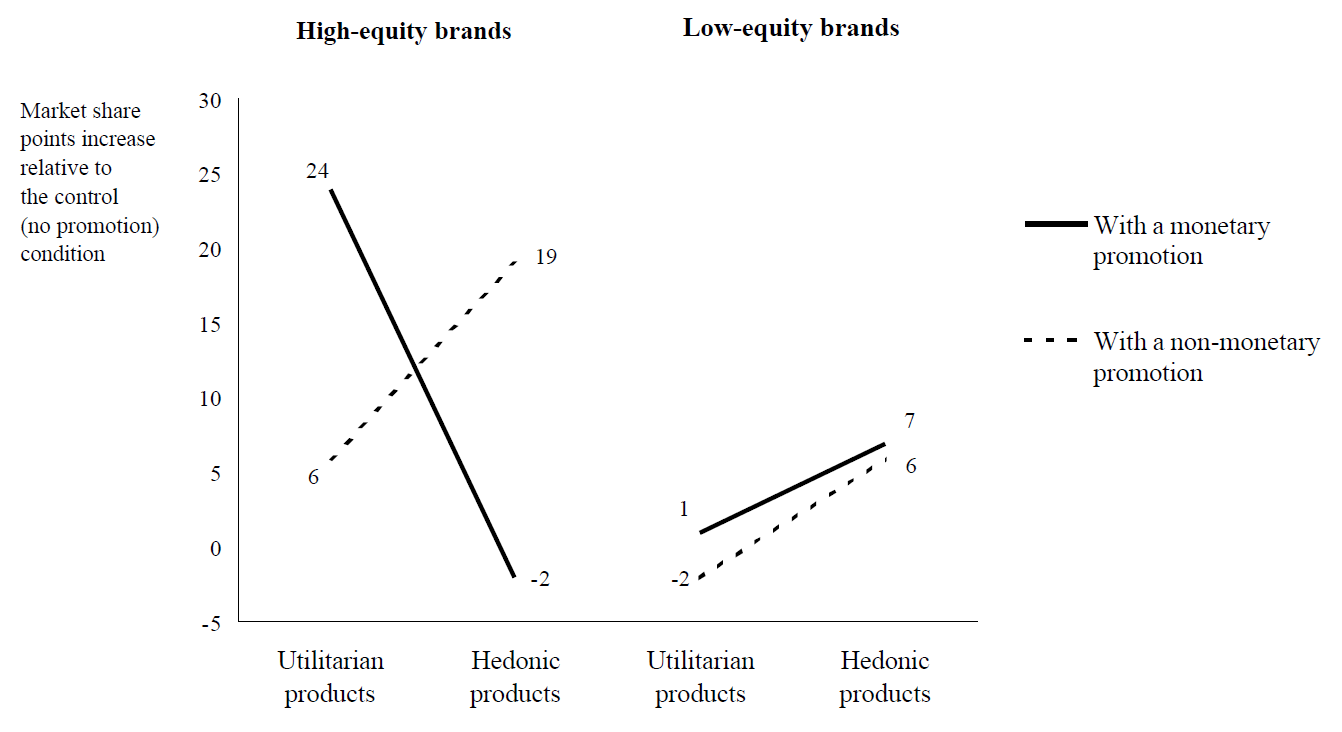 High-equity brands
Low-equity brands
Market share
points increase
relative to
the control
(no promotion)
condition
30
25
20
15
10
5
0
-5
24
19
6
-2
1
7
6
-2
With a monetary
promotion
With a non-monetary
promotion
Utilitarian
products
Hedonic
products
Utilitarian
products
Hedonic
products